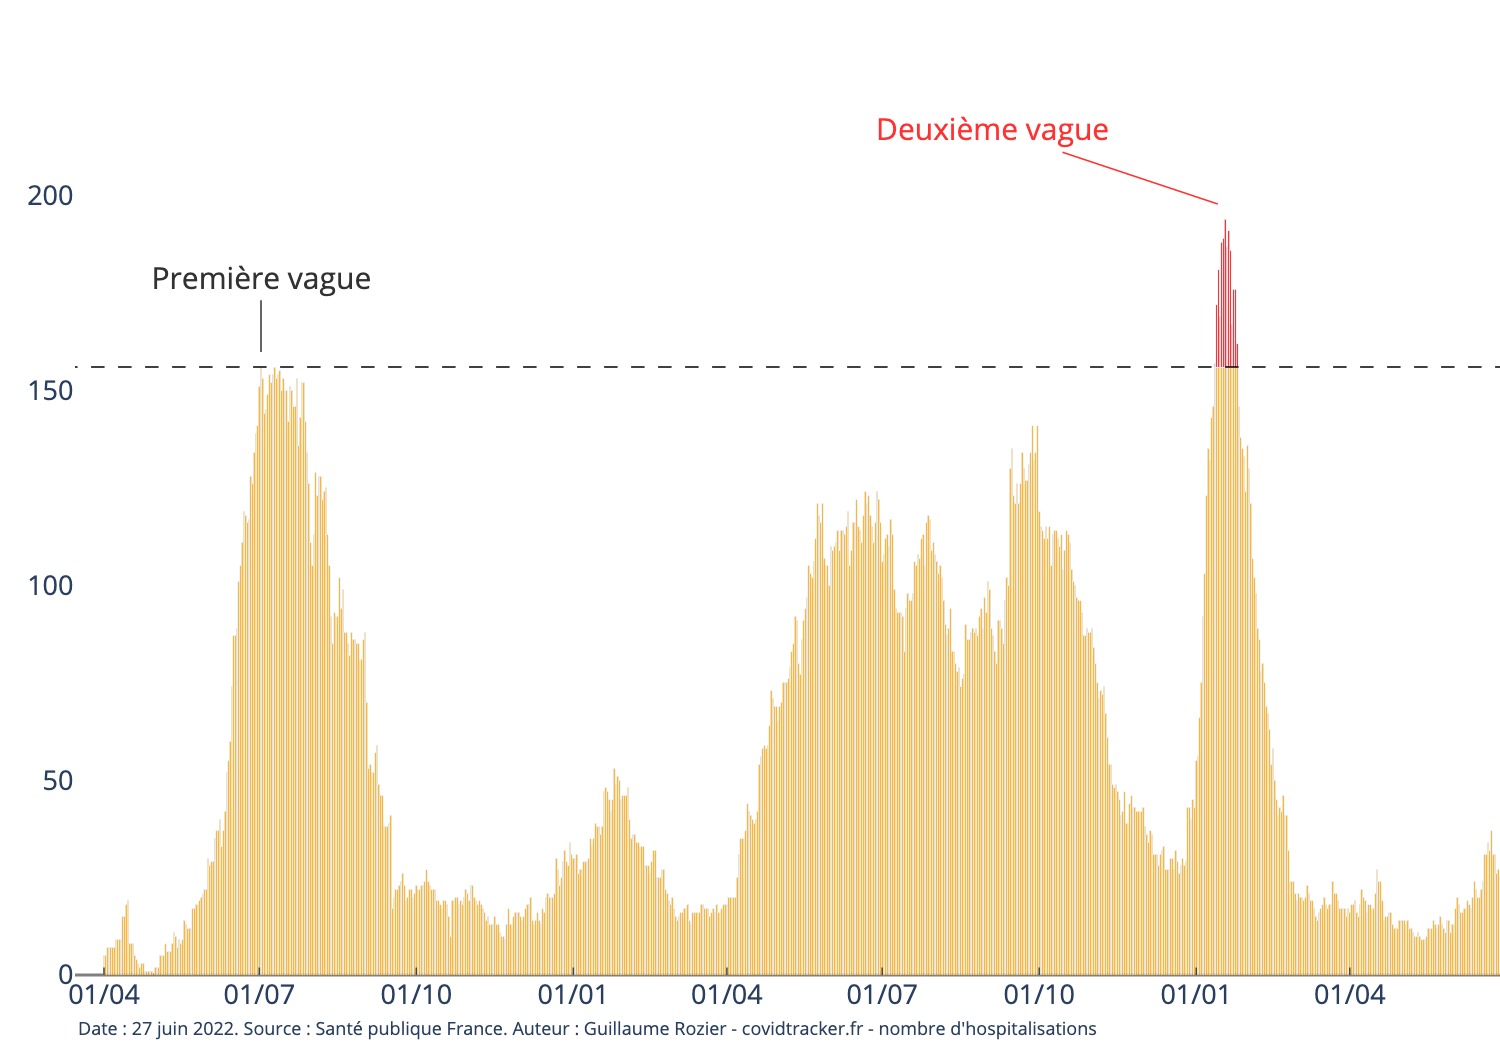 Deuxième vague
200
Première vague
150
100
50
0
01/04 01/07 01/10 01/01 01/04 01/07 01/10 01/01 01/04
Date : 27 juin 2022. Source : Santé publique France. Auteur : Guillaume Rozier - covidtracker.fr - nombre d'hospitalisations